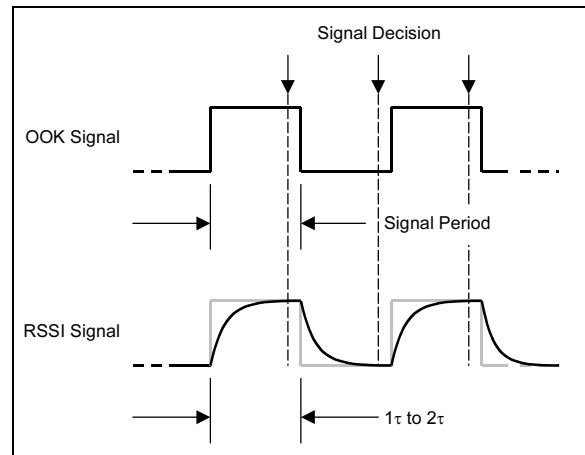 Signal Decision
OOK Signal
Signal Period
RSSI Signal
1τ to 2τ